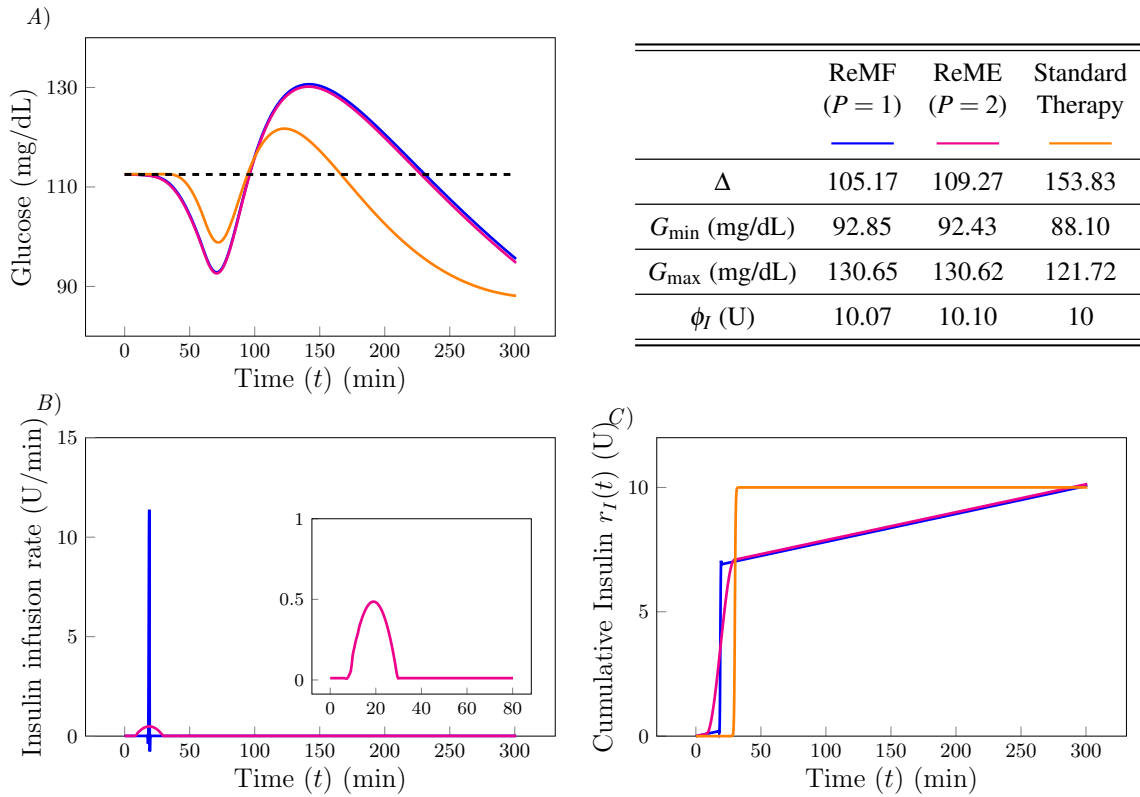 A)
130
110
90
Glucose (mg/dL)
0 50 100 150 200 250 300
Time (t) (min)
ReMF ReME Standard
(P = 1) (P = 2) Therapy
Δ 105.17 109.27 153.83
G_min (mg/dL) 92.85 92.43 88.10
G_max (mg/dL) 130.65 130.62 121.72
ϕ_I (U) 10.07 10.10 10
B)
15
10
5
0
Insulin infusion rate (U/min)
1
0.5
0
0 20 40 60 80
0 50 100 150 200 250 300
Time (t) (min)
C)
10
5
0
Cumulative Insulin r_I(t) (U)
0 50 100 150 200 250 300
Time (t) (min)